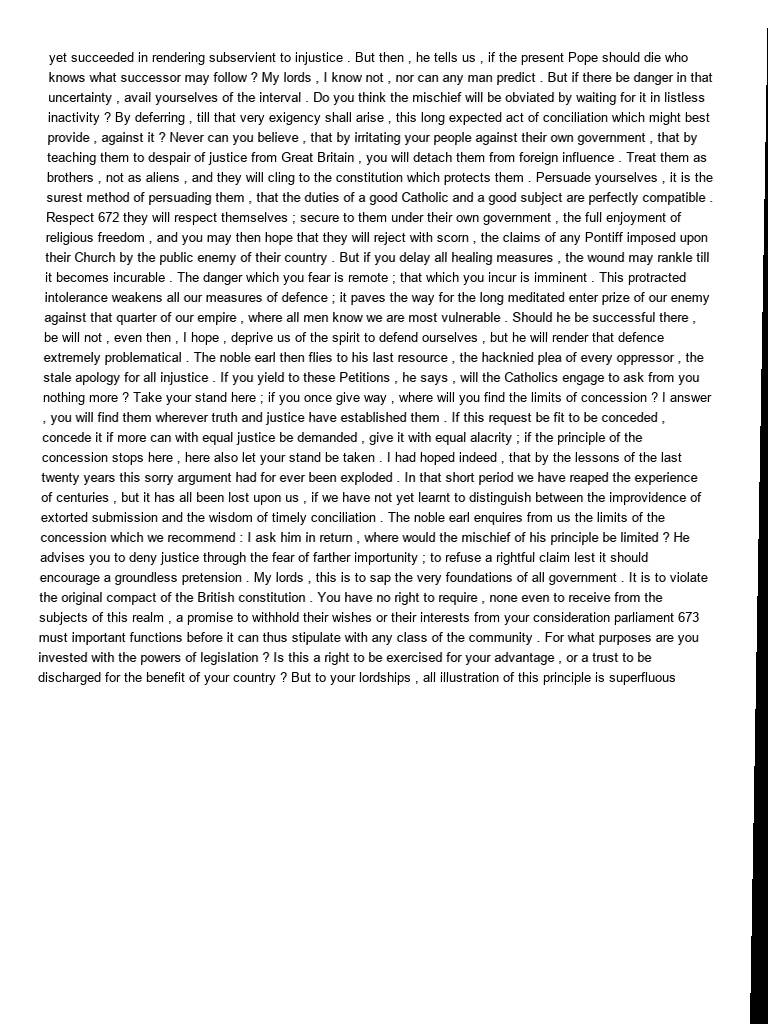 yet succeeded in rendering subservient to injustice . But then , he tells us , if the present Pope should die who
knows what successor may follow ? My lords , I know not , nor can any man predict . But if there be danger in that
uncertainty , avail yourselves of the interval . Do you think the mischief will be obviated by waiting for it in listless
inactivity ? By deferring , till that very exigency shall arise , this long expected act of conciliation which might best
provide , against it ? Never can you believe , that by irritating your people against their own government , that by
teaching them to despair of justice from Great Britain , you will detach them from foreign influence . Treat them as
brothers , not as aliens , and they will cling to the constitution which protects them . Persuade yourselves , it is the
surest method of persuading them , that the duties of a good Catholic and a good subject are perfectly compatible .
Respect 672 they will respect themselves ; secure to them under their own government , the full enjoyment of
religious freedom , and you may then hope that they will reject with scorn , the claims of any Pontiff imposed upon
their Church by the public enemy of their country . But if you delay all healing measures , the wound may rankle till
it becomes incurable . The danger which you fear is remote ; that which you incur is imminent . This protracted
intolerance weakens all our measures of defence ; it paves the way for the long meditated enter prize of our enemy
against that quarter of our empire , where all men know we are most vulnerable . Should he be successful there ,
be will not , even then , I hope , deprive us of the spirit to defend ourselves , but he will render that defence
extremely problematical . The noble earl then flies to his last resource , the hacknied plea of every oppressor , the
stale apology for all injustice . If you yield to these Petitions , he says , will the Catholics engage to ask from you
nothing more ? Take your stand here ; if you once give way , where will you find the limits of concession ? I answer
, you will find them wherever truth and justice have established them . If this request be fit to be conceded ,
concede it if more can with equal justice be demanded , give it with equal alacrity ; if the principle of the
concession stops here , here also let your stand be taken . I had hoped indeed , that by the lessons of the last
twenty years this sorry argument had for ever been exploded . In that short period we have reaped the experience
of centuries , but it has all been lost upon us , if we have not yet learnt to distinguish between the improvidence of
extorted submission and the wisdom of timely conciliation . The noble earl enquires from us the limits of the
concession which we recommend : I ask him in return , where would the mischief of his principle be limited ? He
advises you to deny justice through the fear of farther importunity ; to refuse a rightful claim lest it should
encourage a groundless pretension . My lords , this is to sap the very foundations of all government . It is to violate
the original compact of the British constitution . You have no right to require , none even to receive from the
subjects of this realm , a promise to withhold their wishes or their interests from your consideration parliament 673
must important functions before it can thus stipulate with any class of the community . For what purposes are you
invested with the powers of legislation ? Is this a right to be exercised for your advantage , or a trust to be
discharged for the benefit of your country ? But to your lordships , all illustration of this principle is superfluous